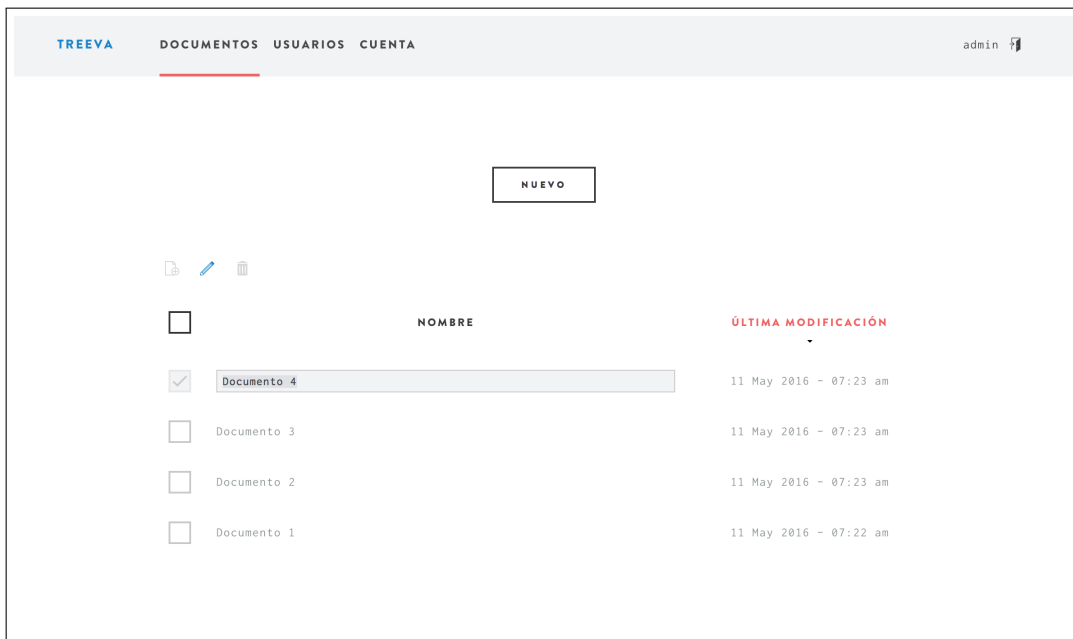 TREEVA DOCUMENTOS USUARIOS CUENTA admin
NUEVO
NOMBRE ÚLTIMA MODIFICACIÓN
Documento 4 11 May 2016 - 07:23 am
Documento 3 11 May 2016 - 07:23 am
Documento 2 11 May 2016 - 07:23 am
Documento 1 11 May 2016 - 07:22 am